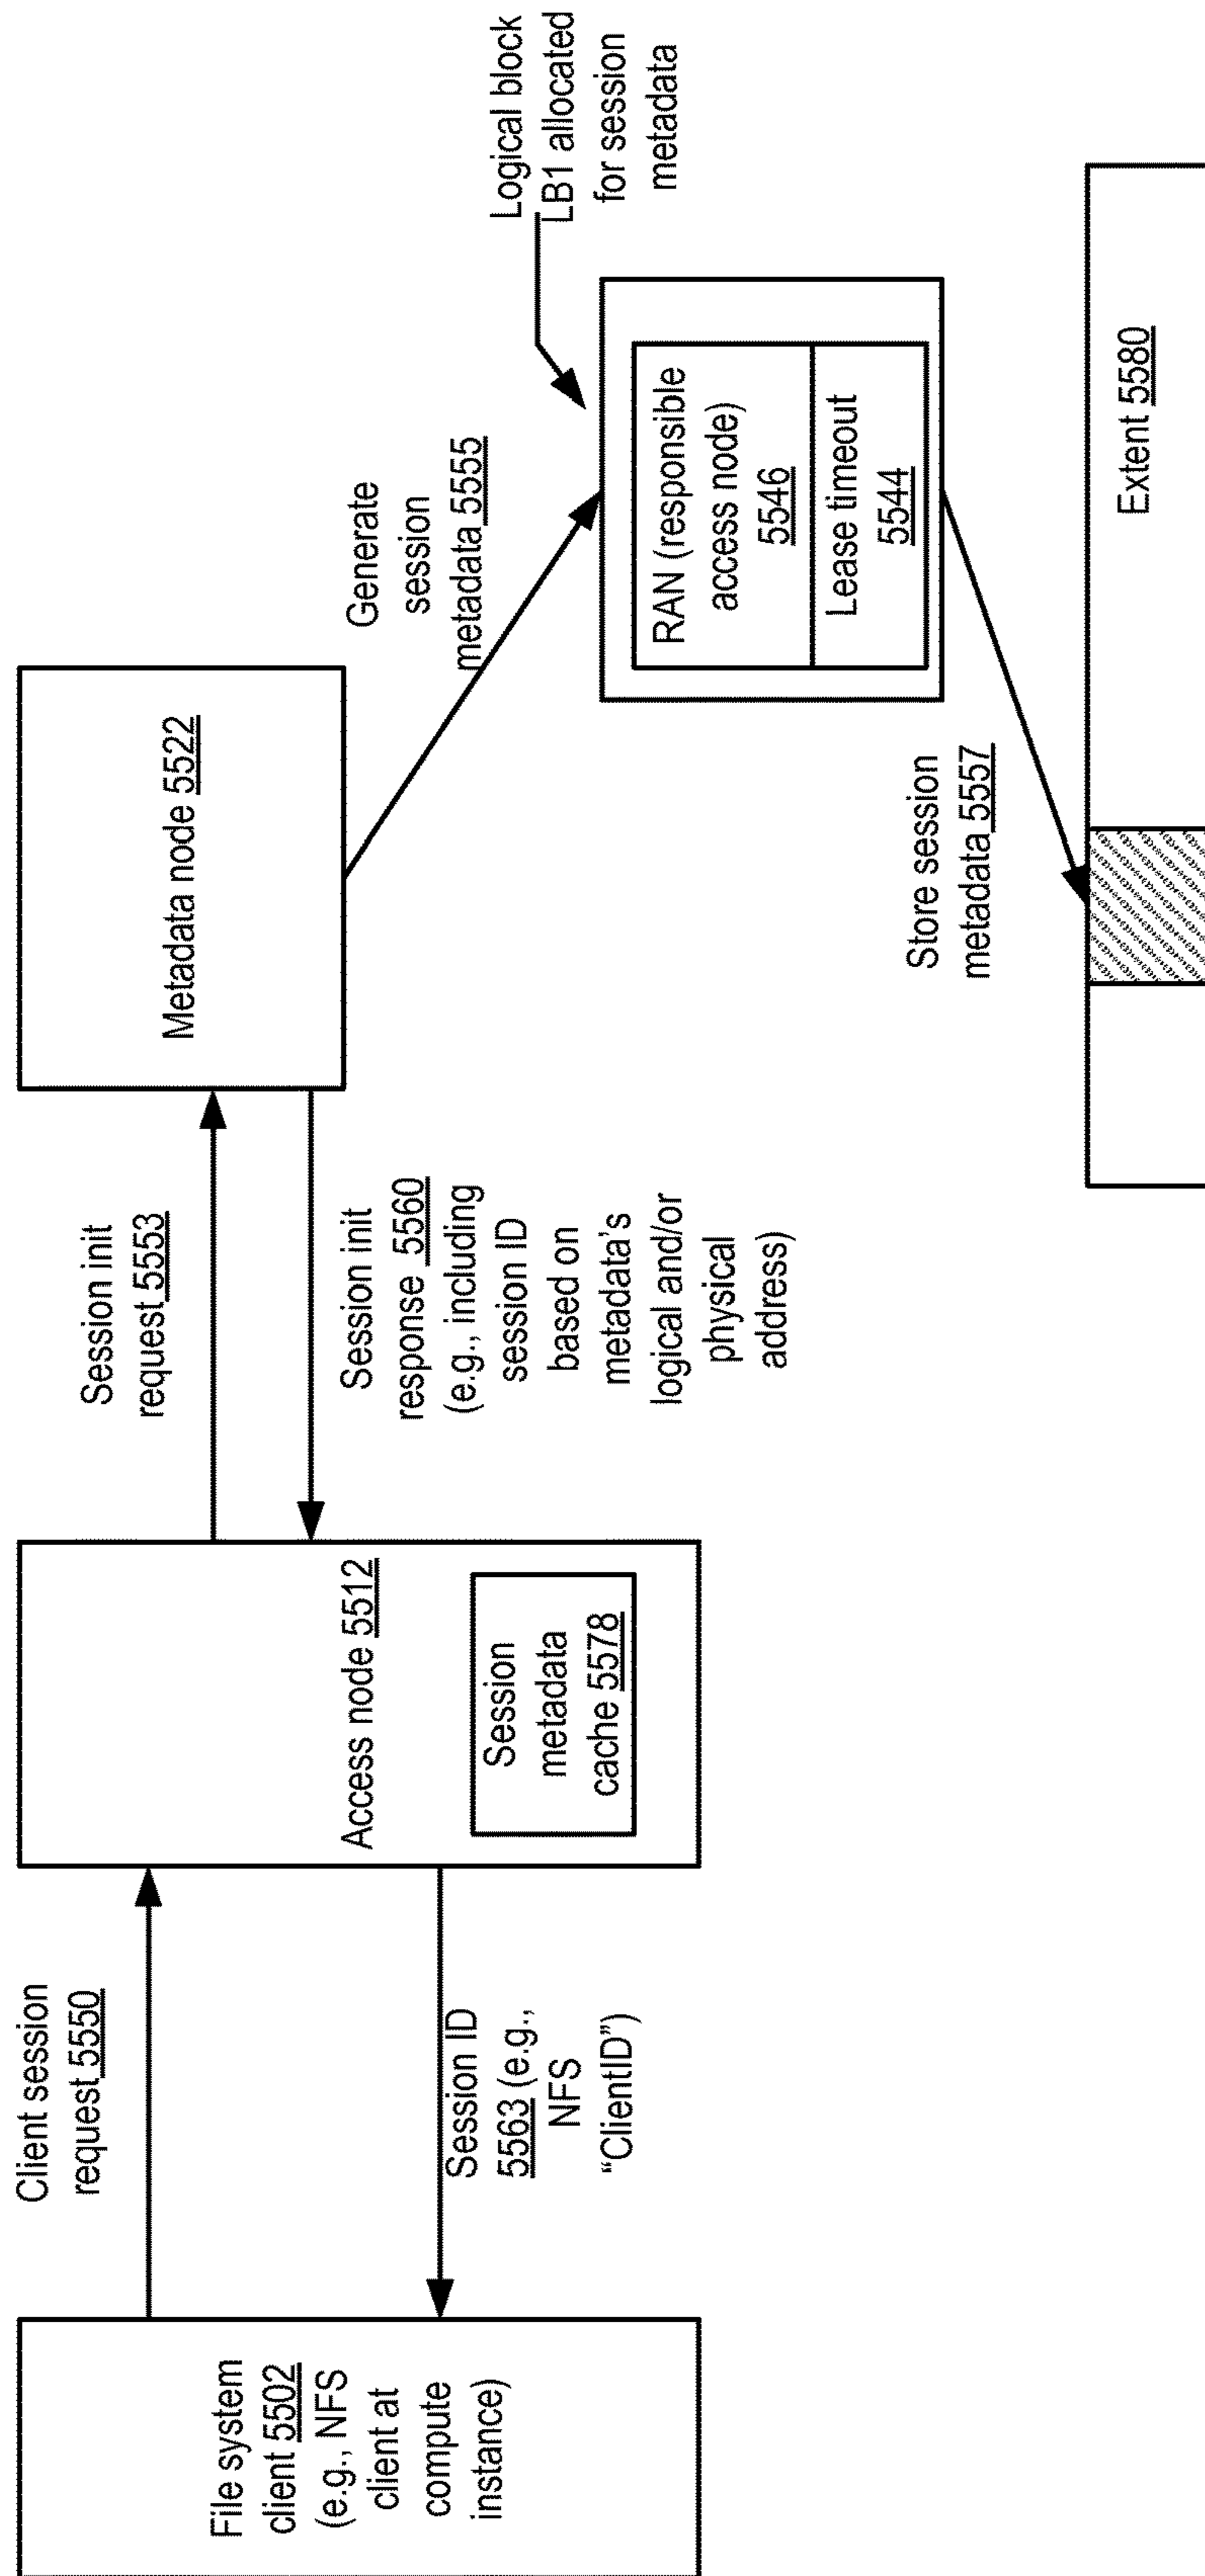 File system
client 5502
(e.g., NFS
client at
compute
instance)
Client session
request 5550
Session ID
5563 (e.g.,
NFS
“ClientID”)
Access node 5512
Session
metadata
cache 5578
Session init
request 5553
Session init
response 5560
(e.g., including
session ID
based on
metadata’s
logical and/or
physical
address)
Metadata node 5522
Generate
session
metadata 5555
Logical block
LB1 allocated
for session
metadata
RAN (responsible
access node)
5546
Lease timeout
5544
Store session
metadata 5557
Extent 5580